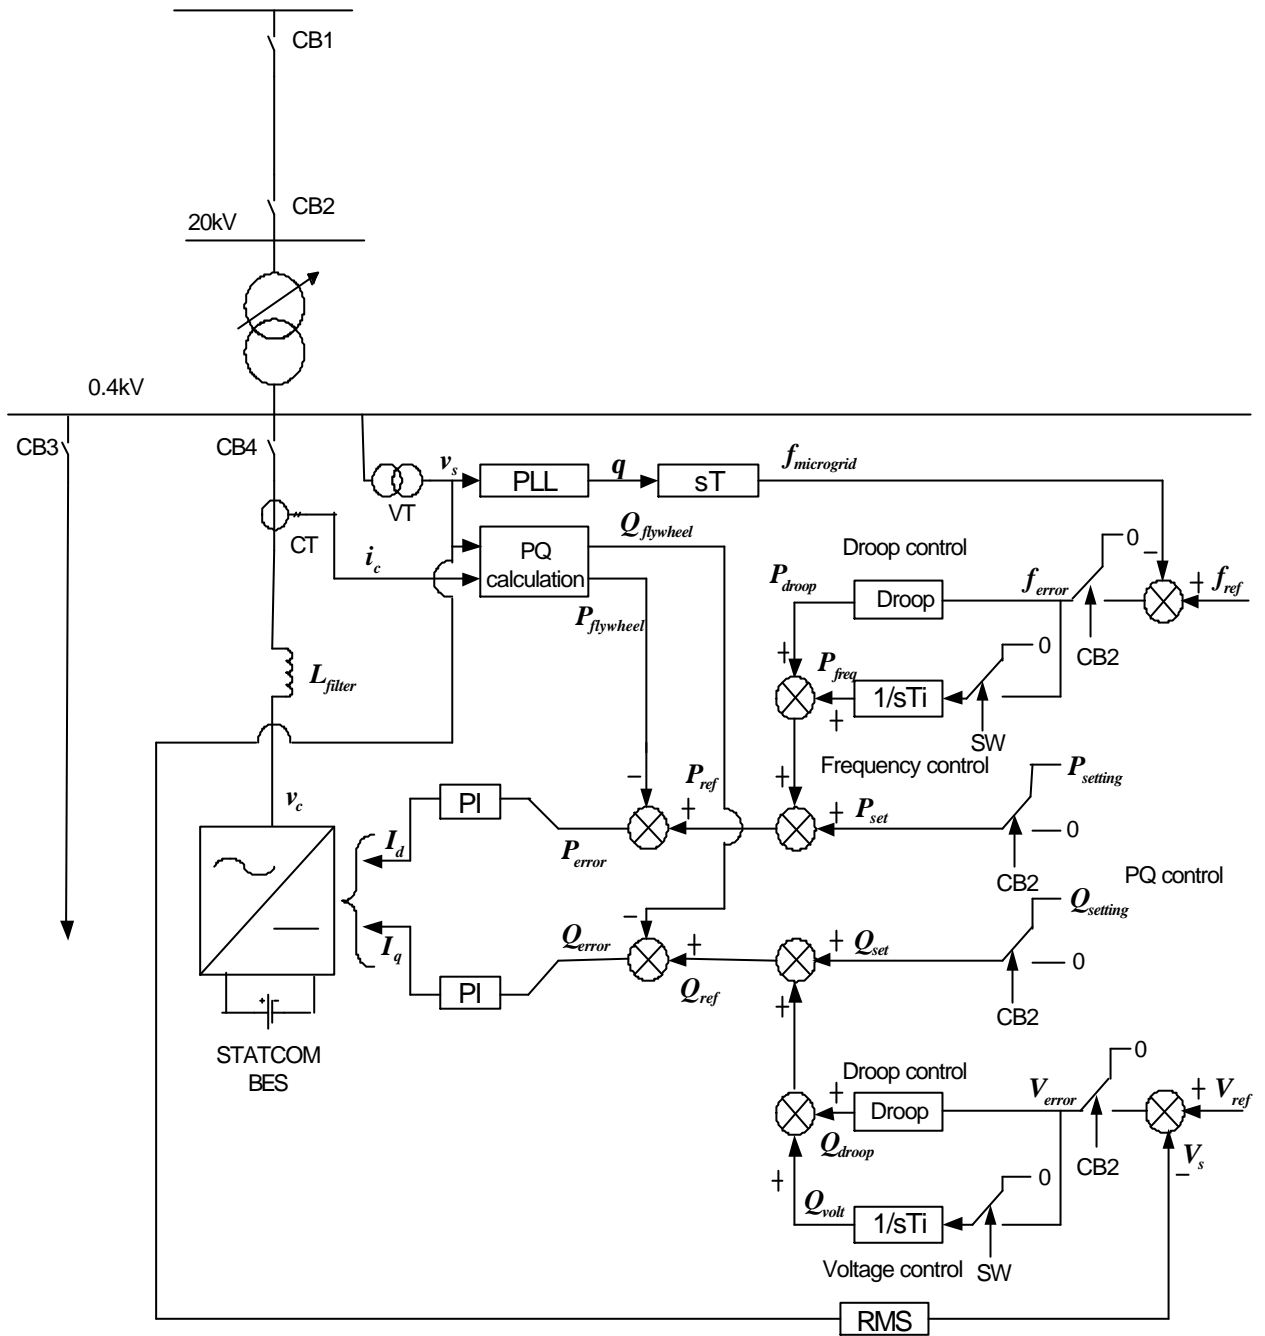 CB1
CB2
20kV
0.4kV
CB3
CB4
v_s
PLL
q
sT
f_microgrid
VT
CT
i_c
PQ
calculation
Q_flywheel
P_flywheel
Droop control
0
−
P_droop
Droop
f_error
+
f_ref
CB2
+
P_freq
1/sTi
+
0
SW
Frequency control
L_filter
v_c
−
P_ref
+
+
+
P_set
P_setting
0
CB2
PI
I_d
P_error
PQ control
−
Q_error
+
Q_ref
+
Q_set
+
Q_setting
0
CB2
I_q
PI
+ −
STATCOM
BES
Droop control
0
+
Droop
Q_droop
V_error
+
V_ref
CB2
V_s
−
+
Q_volt
1/sTi
0
SW
Voltage control
RMS